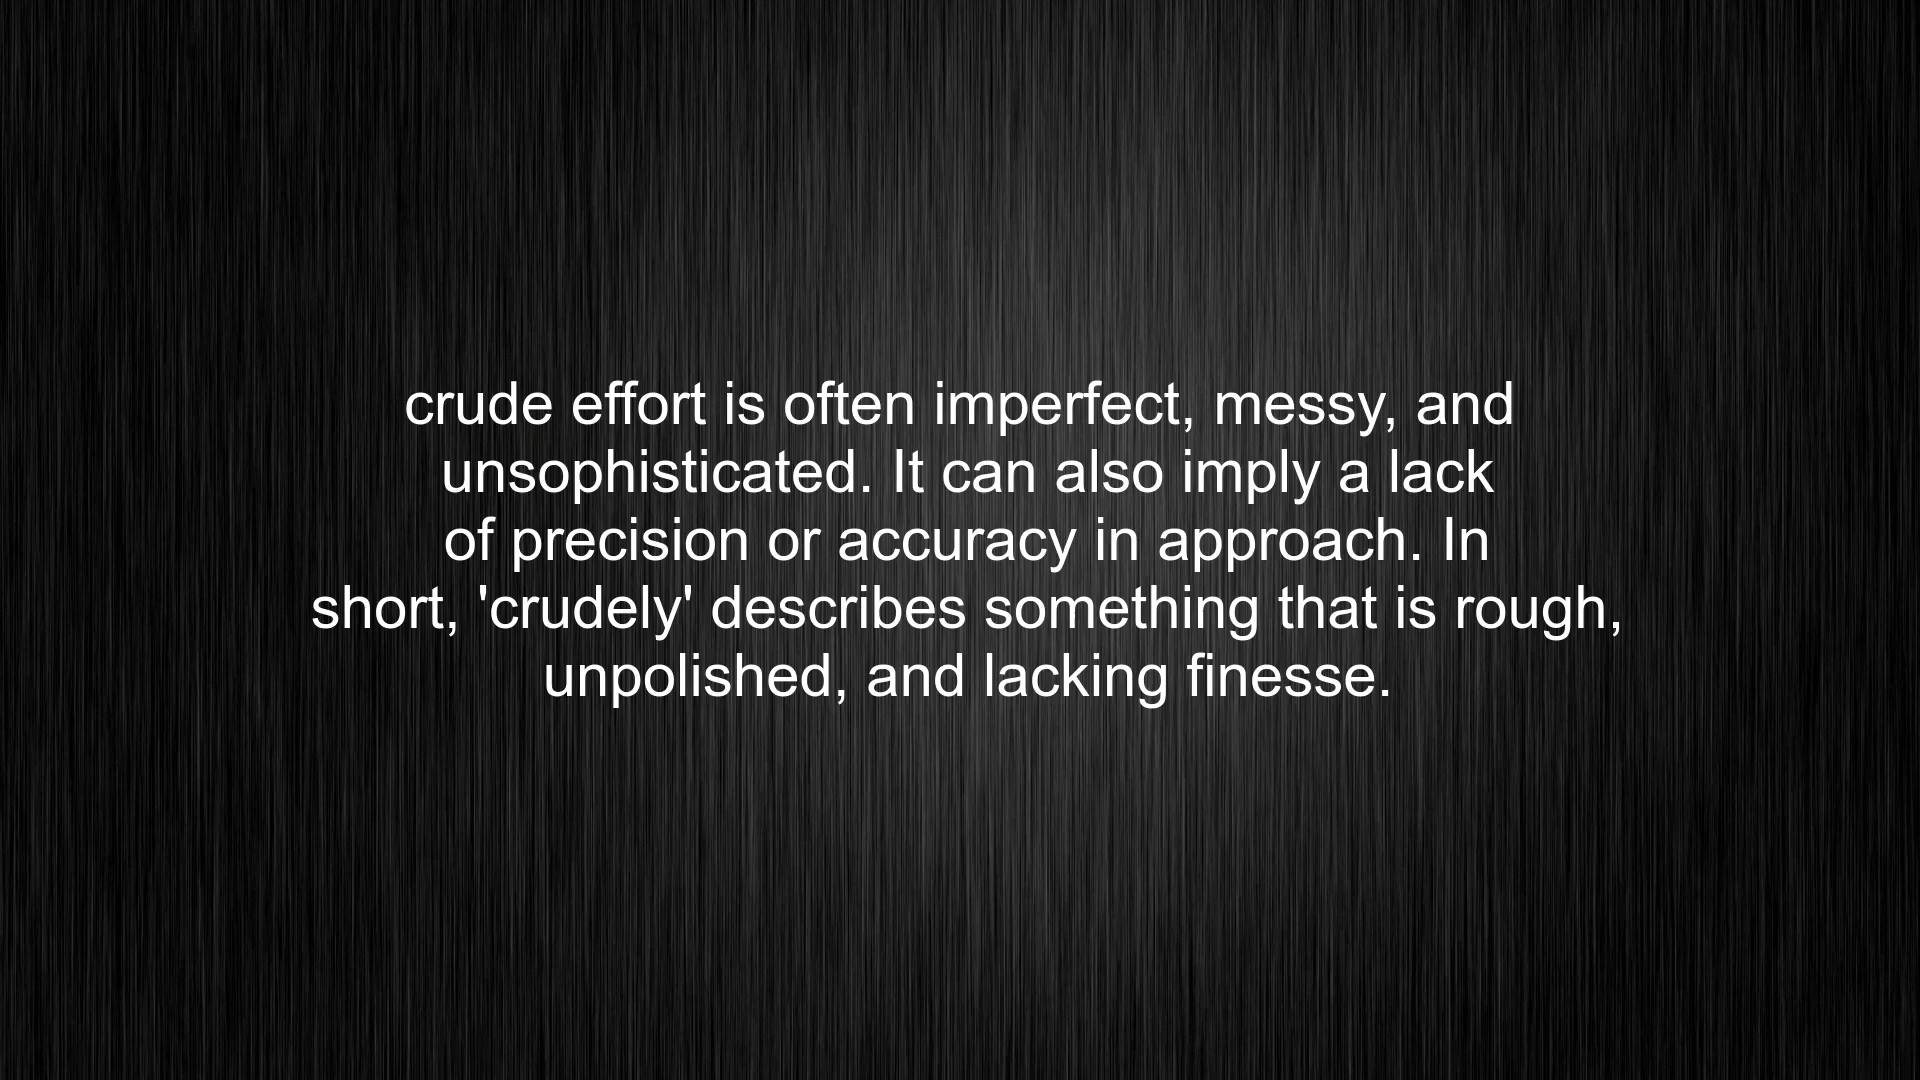 crude effort is often imperfect, messy, and
unsophisticated. It can also imply a lack
of precision or accuracy in approach. In
short, 'crudely' describes something that is rough,
unpolished, and lacking finesse.